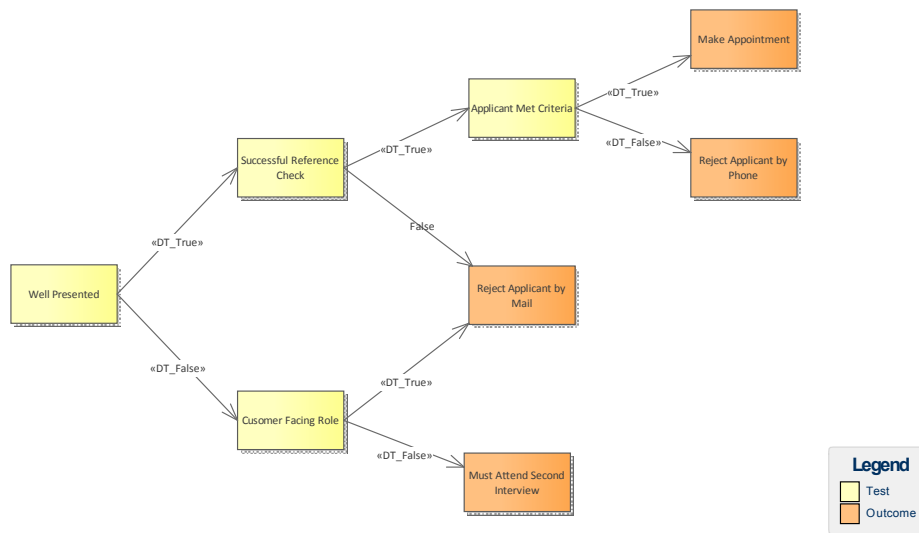 Make Appointment
«DT_True»
Applicant Met Criteria
«DT_False»
Reject Applicant by
Phone
«DT_True»
Successful Reference
Check
False
«DT_True»
Well Presented
Reject Applicant by
Mail
«DT_False»
«DT_True»
Cusomer Facing Role
«DT_False»
Must Attend Second
Interview
Legend
Test
Outcome